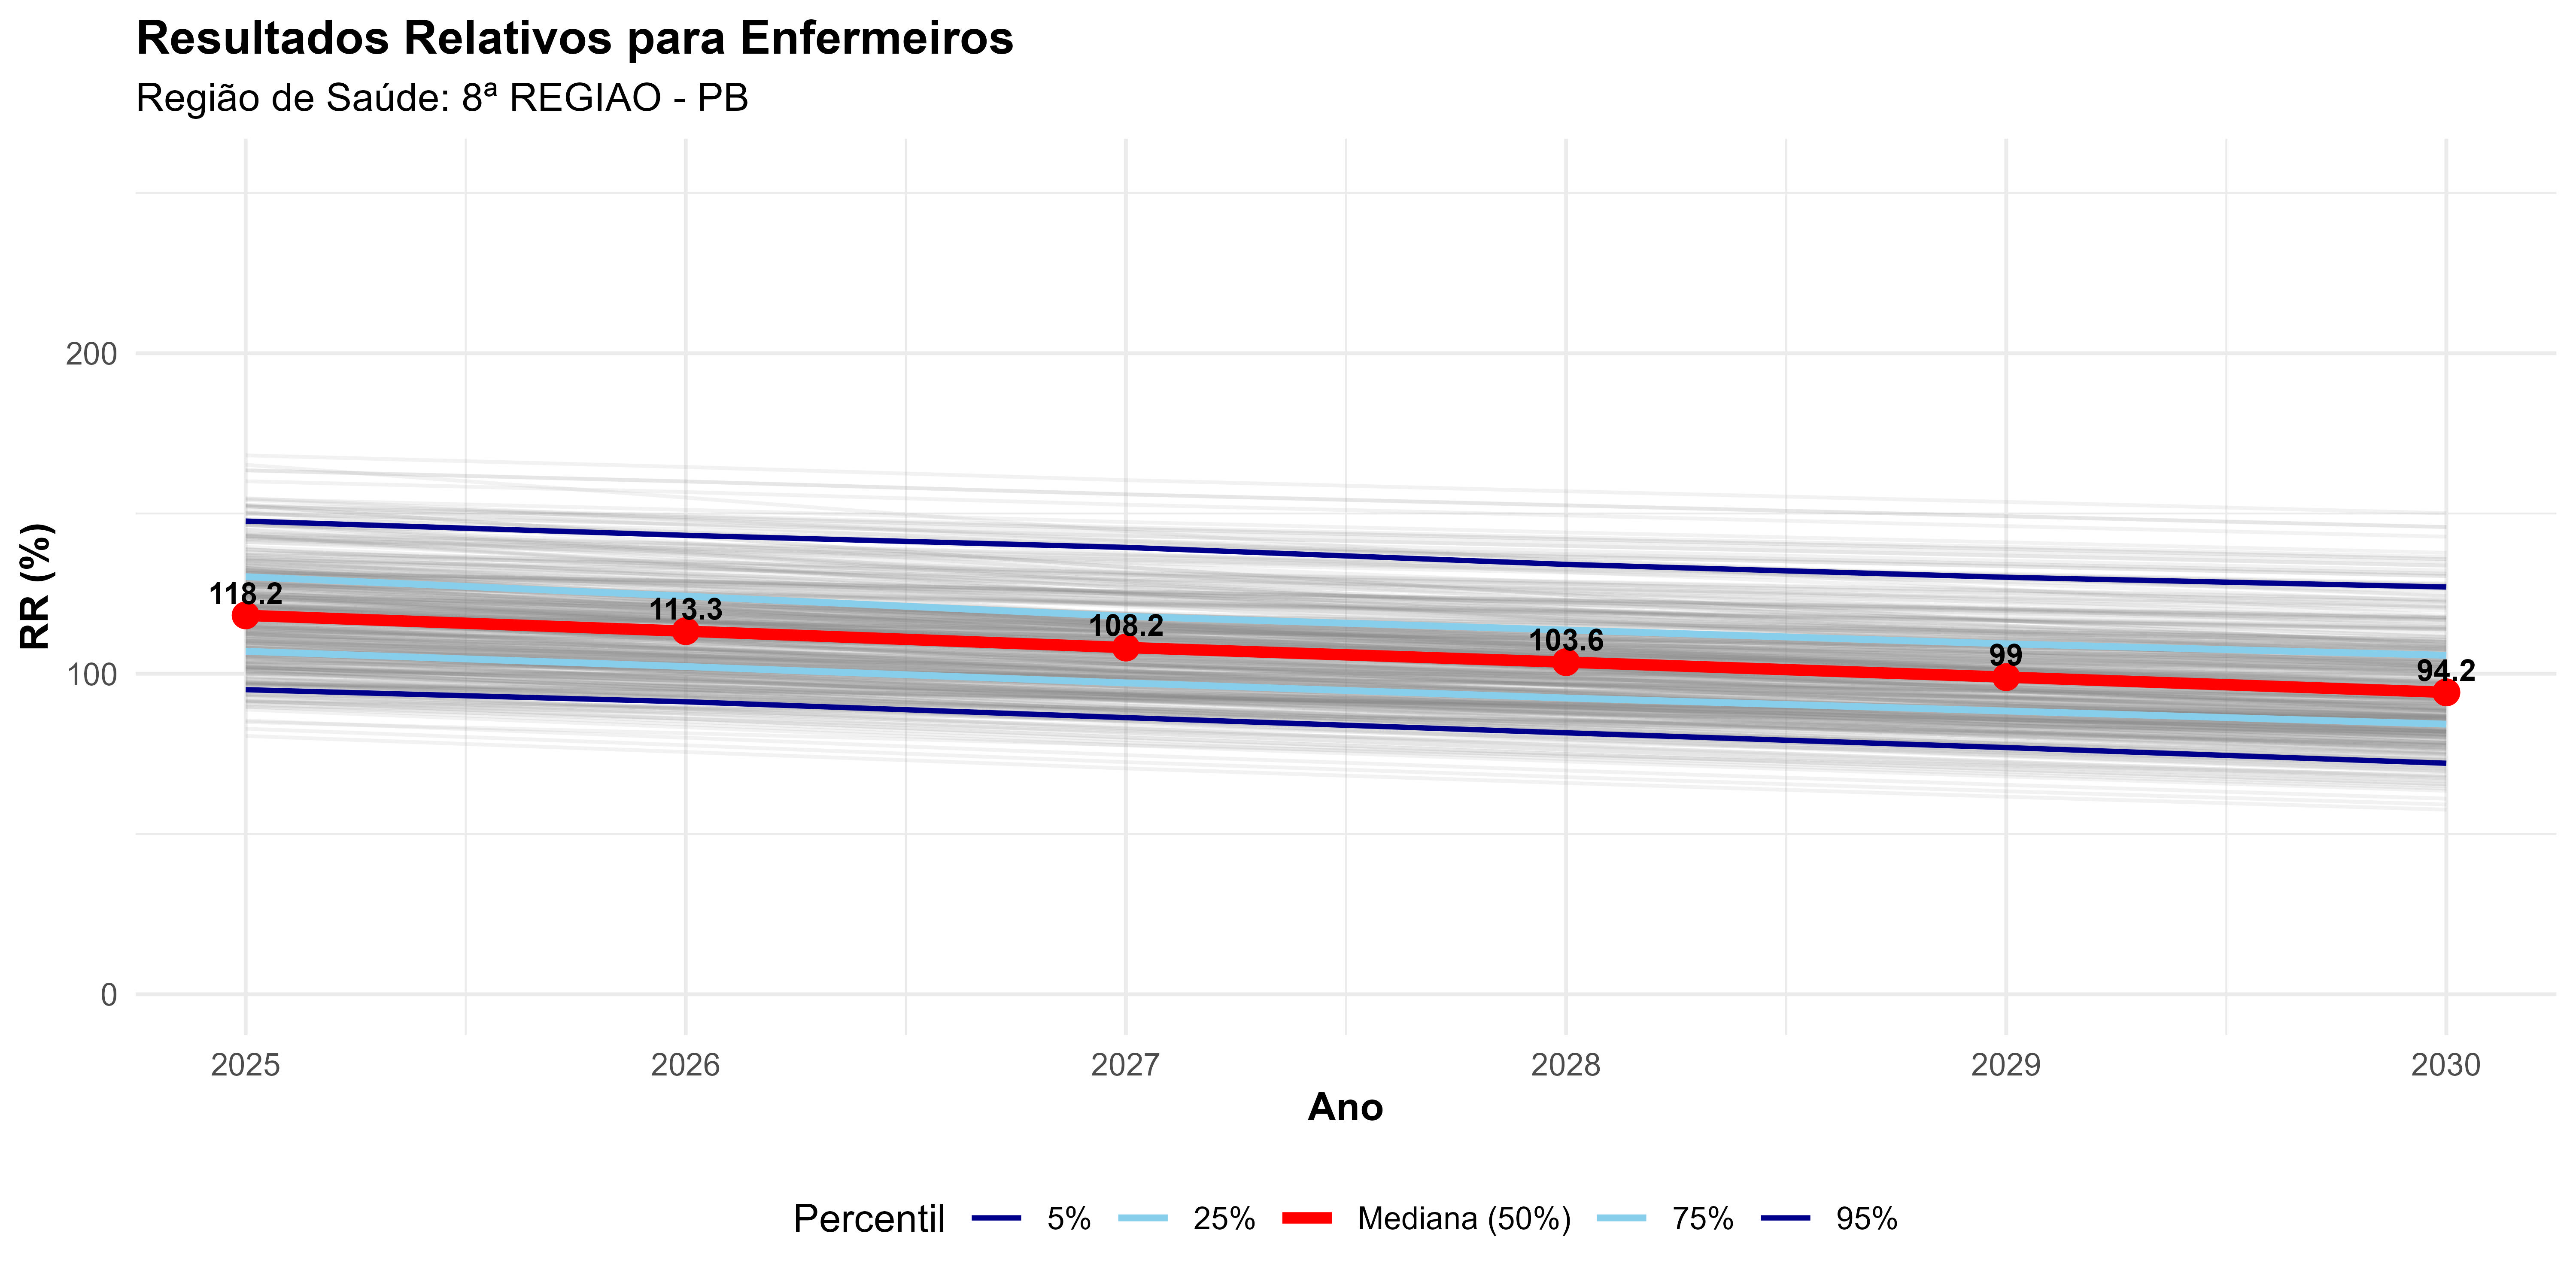 Resultados Relativos para Enfermeiros
Região de Saúde: 8ª REGIAO - PB
RR (%)
200
100
0
118.2
113.3
108.2
103.6
99
94.2
2025 2026 2027 2028 2029 2030
Ano
Percentil 5% 25% Mediana (50%) 75% 95%